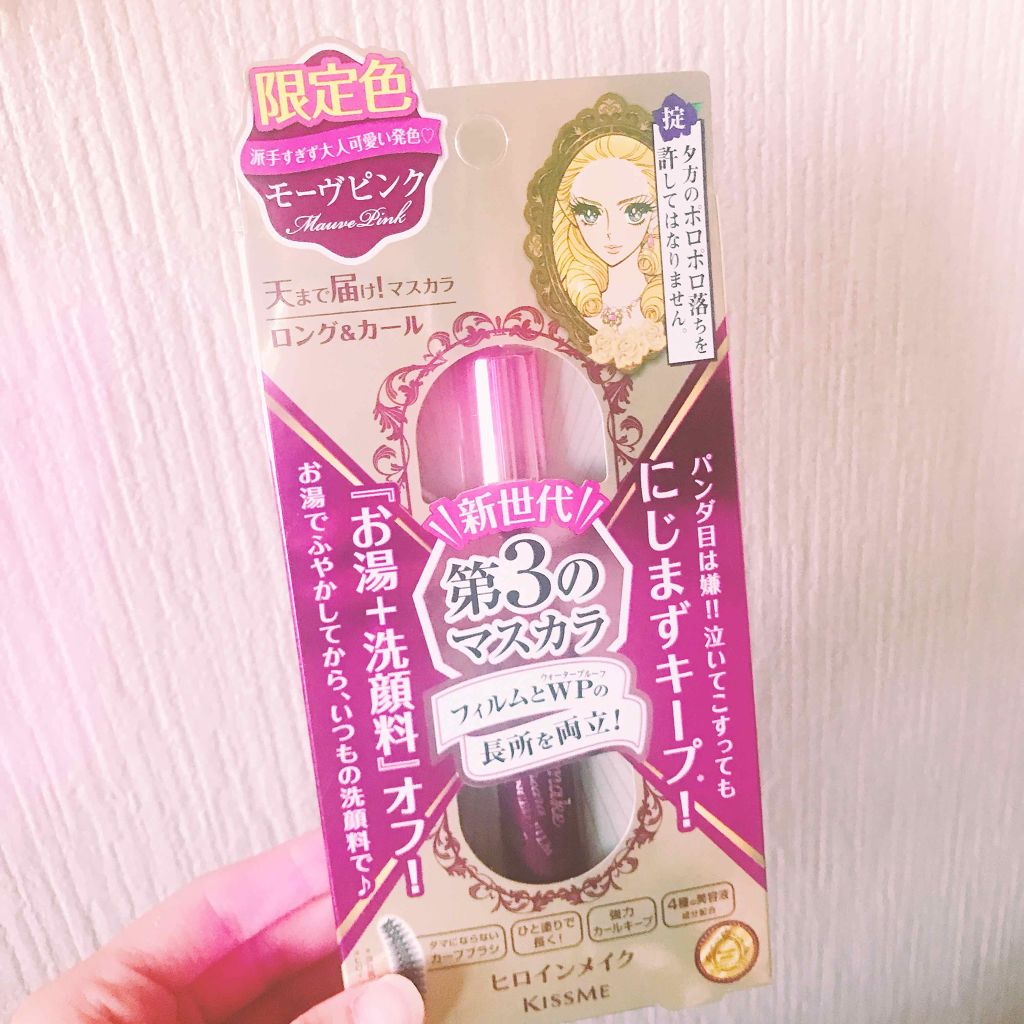 限定色
派手すぎず大人可愛い発色♡
モーヴピンク
Mauve Pink
天まで届け!マスカラ
ロング&カール
掟
夕方のポロポロ落ちを
許してはなりません。
パンダ目は嫌!!泣いてこすっても
にじまずキープ!
新世代
第3の
マスカラ
ウォータープルーフ
フィルムとWPの
長所を両立!
『お湯+洗顔料』オフ!
お湯でふやかしてから、いつもの洗顔料で♪
make
ダマにならない
カーブブラシ
ひと塗りで
長く!
強力
カールキープ
4種の美容液
成分配合
ヒロインメイク
KISSME